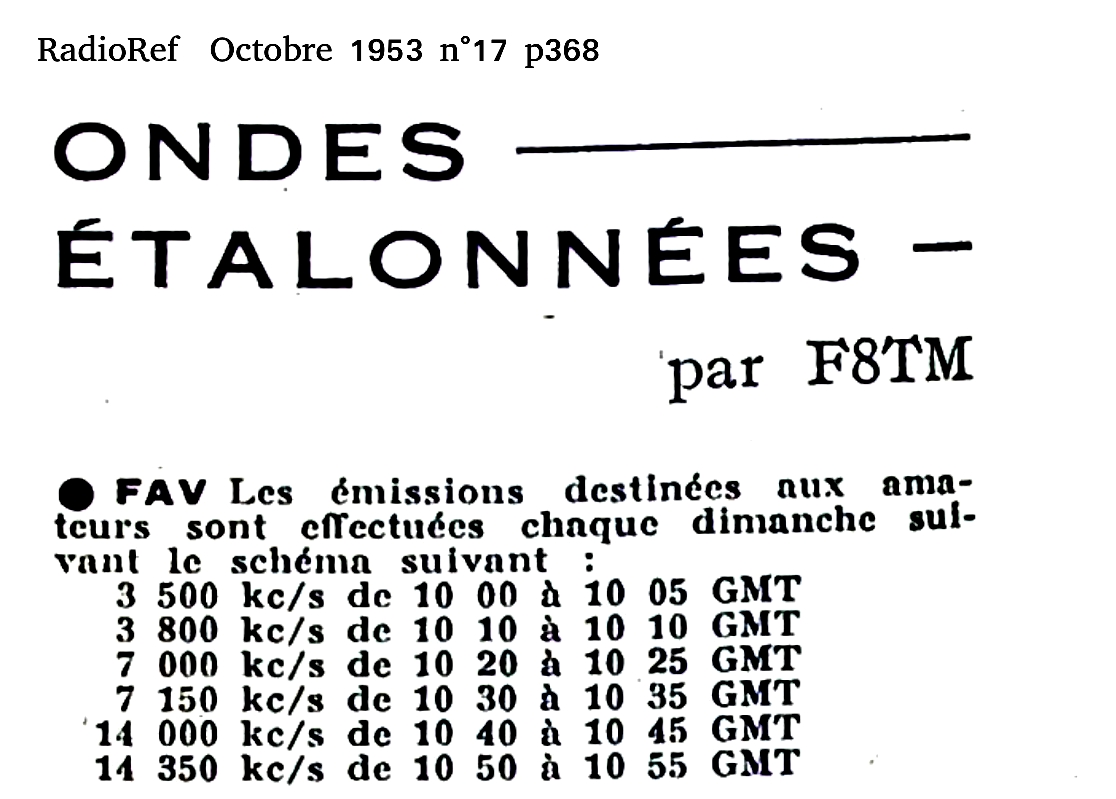 RadioRef Octobre 1953 n°17 p368
ONDES
ÉTALONNÉES –
par F8TM
● FAV Les émissions destinées aux ama-
teurs sont effectuées chaque dimanche sui-
vant le schéma suivant :
3 500 kc/s de 10 00 à 10 05 GMT
3 800 kc/s de 10 10 à 10 10 GMT
7 000 kc/s de 10 20 à 10 25 GMT
7 150 kc/s de 10 30 à 10 35 GMT
14 000 kc/s de 10 40 à 10 45 GMT
14 350 kc/s de 10 50 à 10 55 GMT